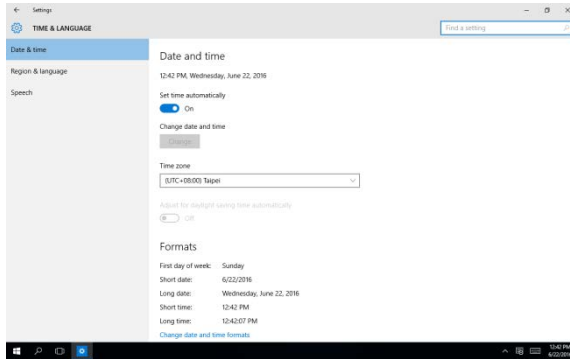 Settings
TIME & LANGUAGE
Find a setting
Date & time
Region & language
Speech
Date and time
12:42 PM, Wednesday, June 22, 2016
Set time automatically
On
Change date and time
Change
Time zone
(UTC+08:00) Taipei
Adjust for daylight saving time automatically
Off
Formats
First day of week: Sunday
Short date: 6/22/2016
Long date: Wednesday, June 22, 2016
Short time: 12:42 PM
Long time: 12:42:07 PM
Change date and time formats
12:42 PM
6/22/2016